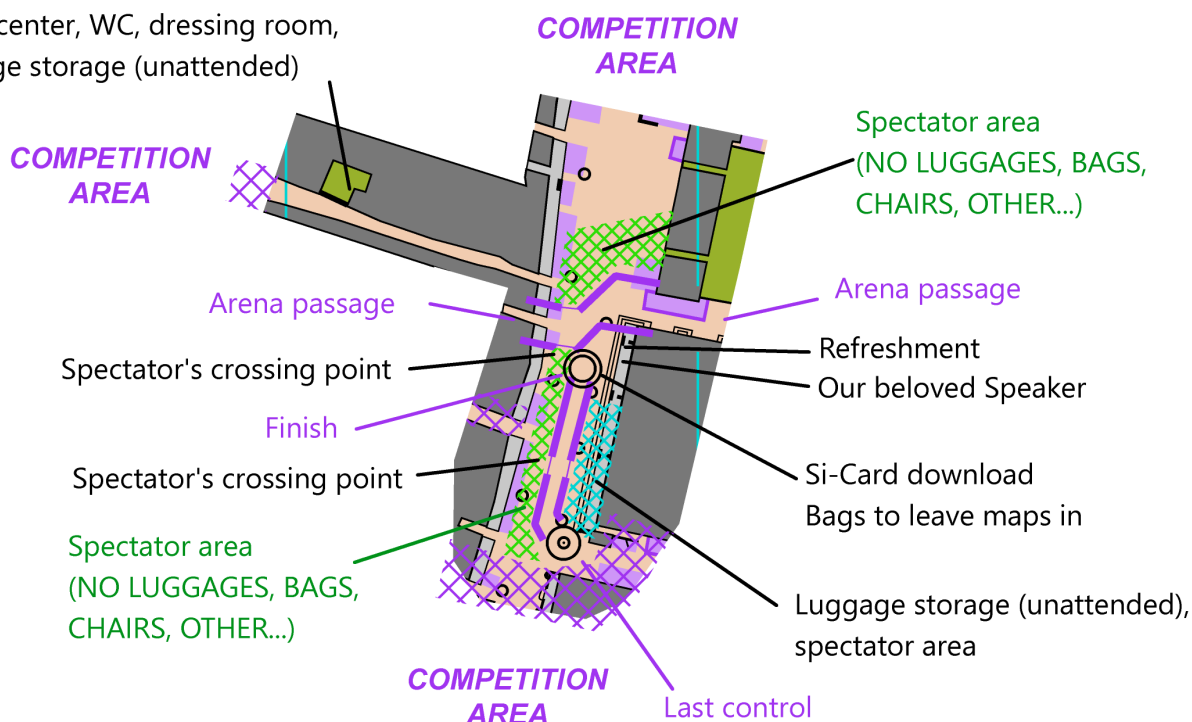 center, WC, dressing room,
ge storage (unattended)
COMPETITION
AREA
COMPETITION
AREA
Spectator area
(NO LUGGAGES, BAGS,
CHAIRS, OTHER...)
Arena passage
Arena passage
Spectator's crossing point
Refreshment
Our beloved Speaker
Finish
Spectator's crossing point
Si-Card download
Bags to leave maps in
Spectator area
(NO LUGGAGES, BAGS,
CHAIRS, OTHER...)
Luggage storage (unattended),
spectator area
COMPETITION
AREA
Last control